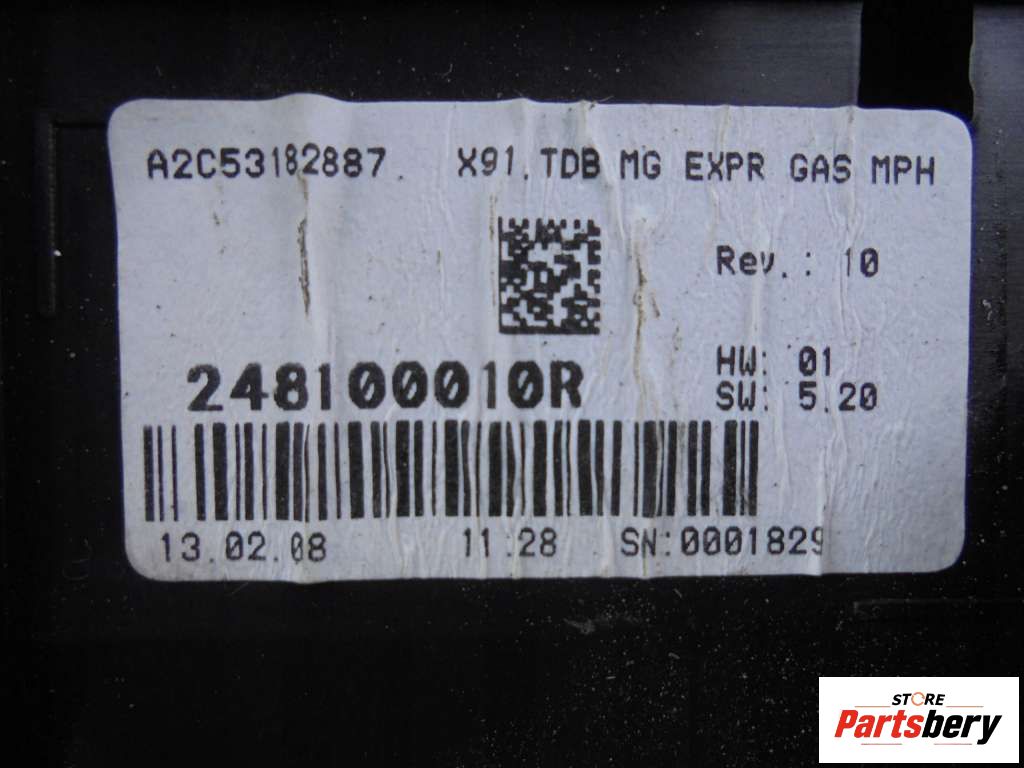 A2C53182887. X91.TDB MG EXPR GAS MPH
Rev.: 10
248100010R
HW: 01
SW: 5.20
13.02.08 11:28 SN:0001829
STORE
Partsbery